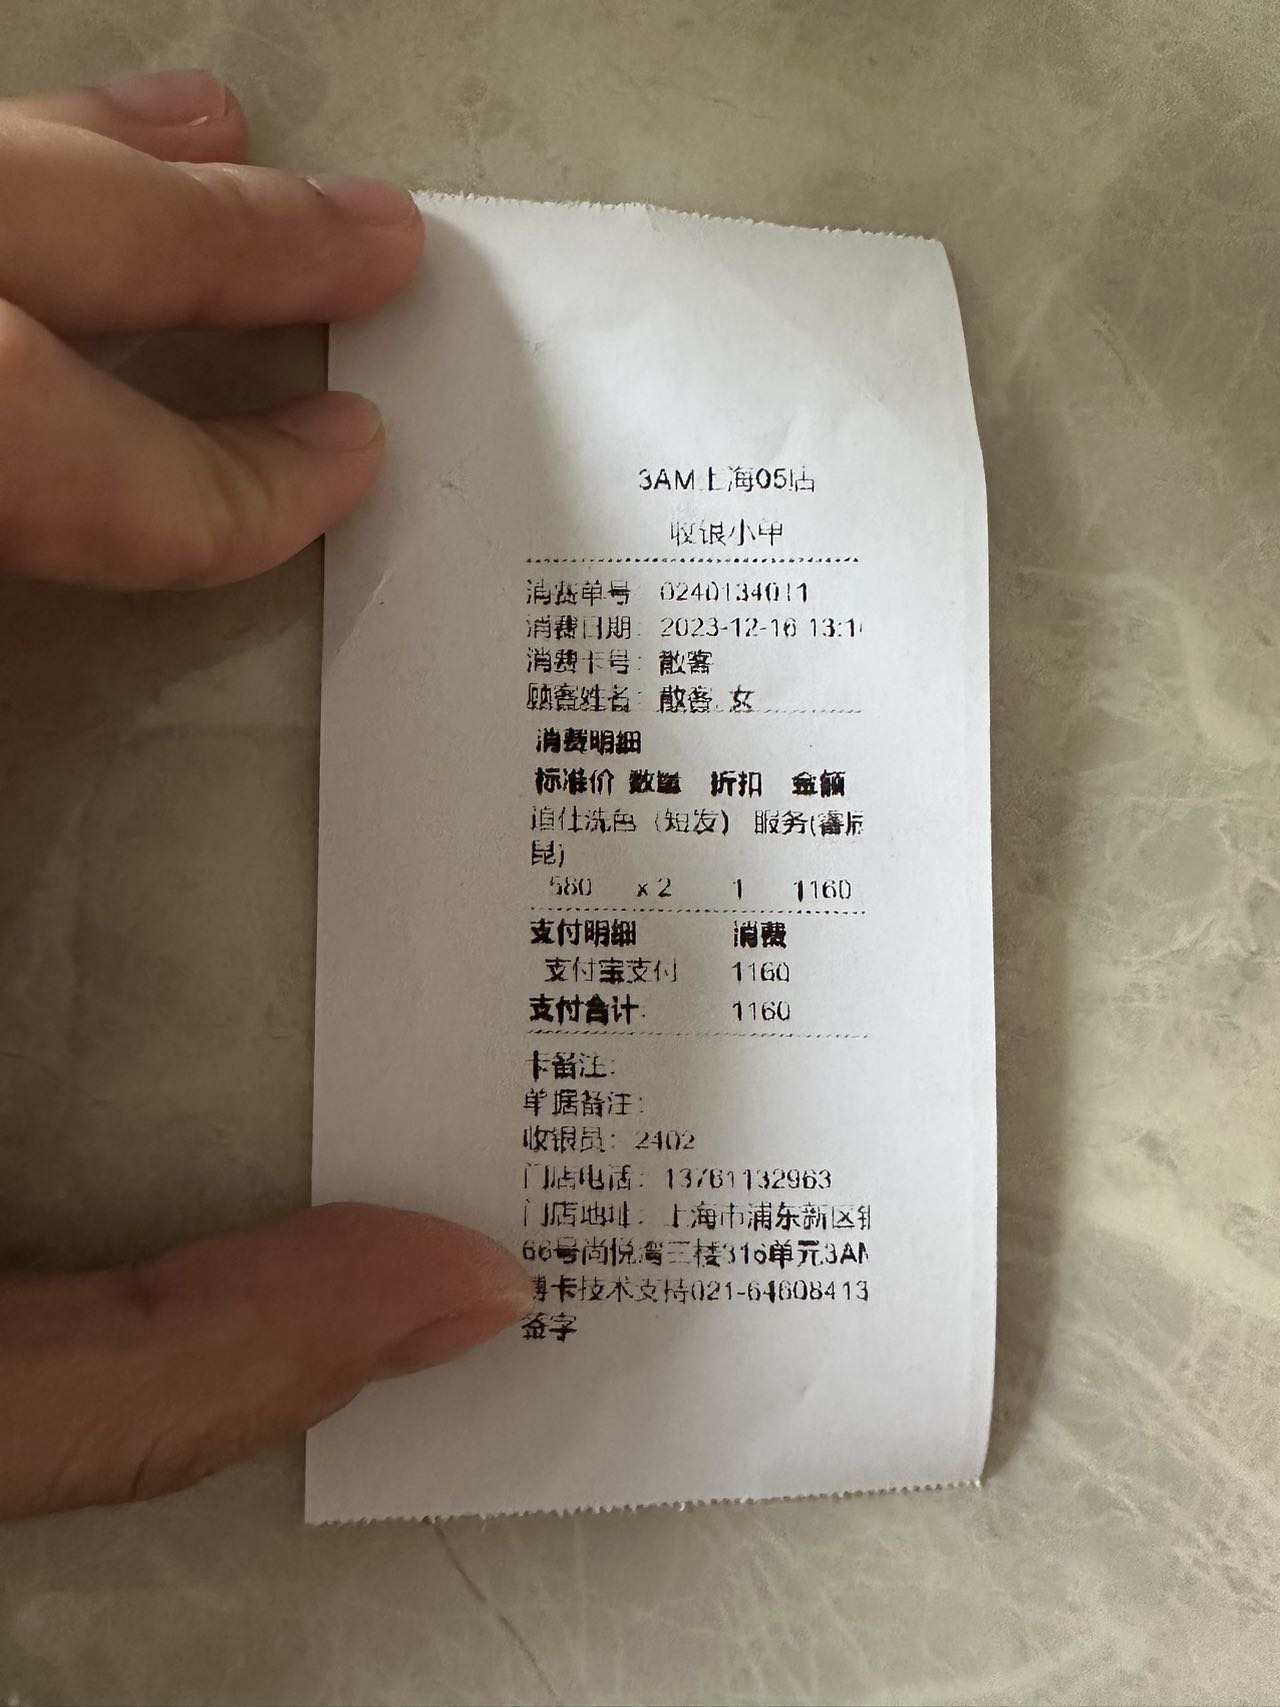 3AM上海05店
收银小单
消费单号: 0240134011
消费日期: 2023-12-16 13:1
消费卡号: 散客
顾客姓名: 散客, 女
消费明细
标准价 数量 折扣 金额
洗色 (短发) 服务(睿辰
昆)
580 x 2 1 1160
支付明细 消费
支付宝支付 1160
支付合计: 1160
卡备注:
单据备注:
收银员: 2402
门店电话: 13761132963
门店地址: 上海市浦东新区
66号尚悦湾三楼316单元3AM
博卡技术支持021-64608413
签字